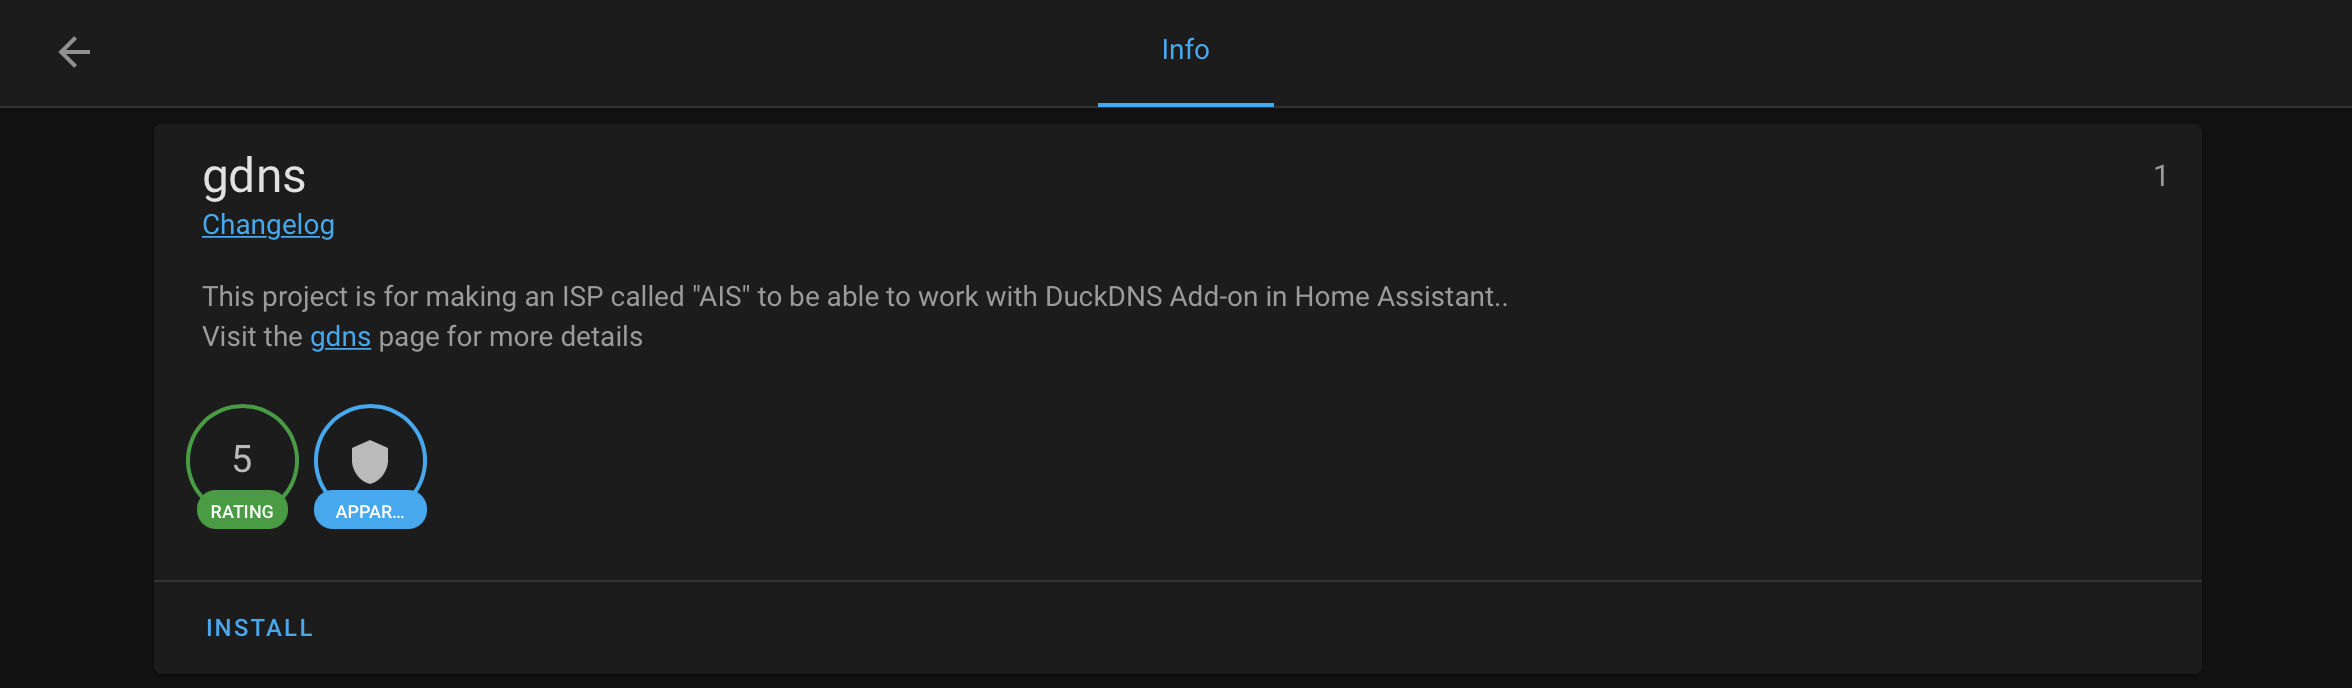 Info
gdns
1
Changelog
This project is for making an ISP called "AIS" to be able to work with DuckDNS Add-on in Home Assistant..
Visit the gdns page for more details
5
RATING
APPAR...
INSTALL